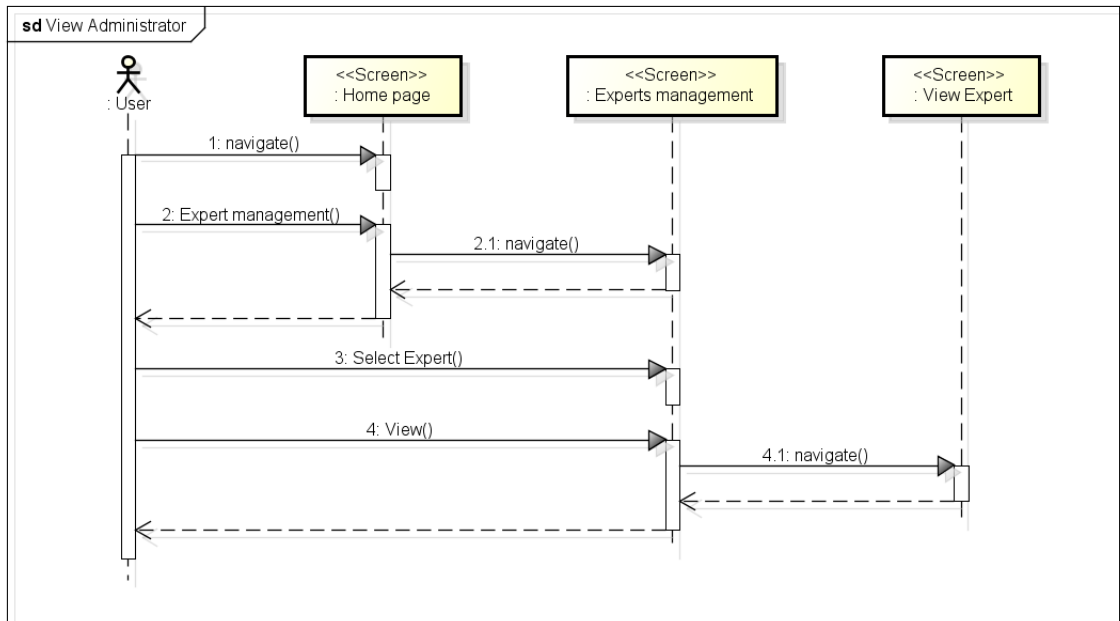 sd View Administrator
: User
<<Screen>>
: Home page
<<Screen>>
: Experts management
<<Screen>>
: View Expert
1: navigate()
2: Expert management()
2.1: navigate()
3: Select Expert()
4: View()
4.1: navigate()